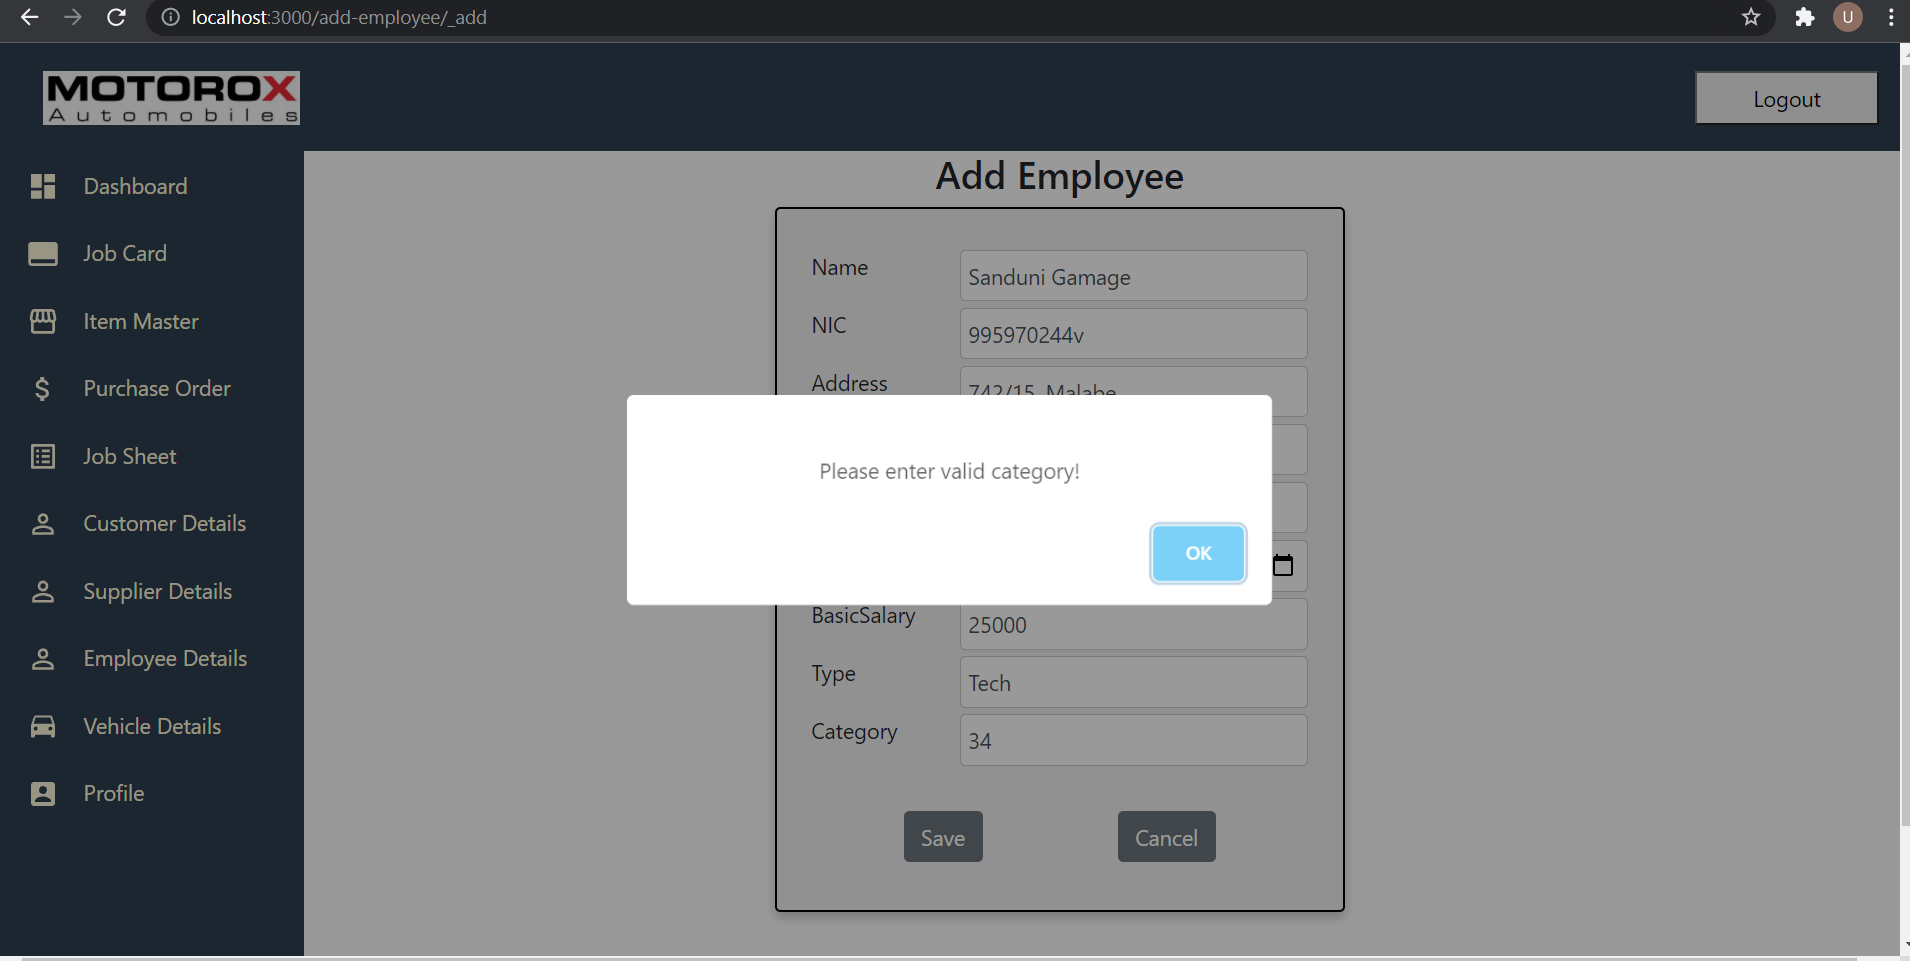 localhost:3000/add-employee/_add
U
MOTOROX
Automobiles
Logout
Dashboard
Job Card
Item Master
Purchase Order
Job Sheet
Customer Details
Supplier Details
Employee Details
Vehicle Details
Profile
Add Employee
Name
Sanduni Gamage
NIC
995970244v
Address
742/15, Malabe
Please enter valid category!
OK
BasicSalary
25000
Type
Tech
Category
34
Save
Cancel